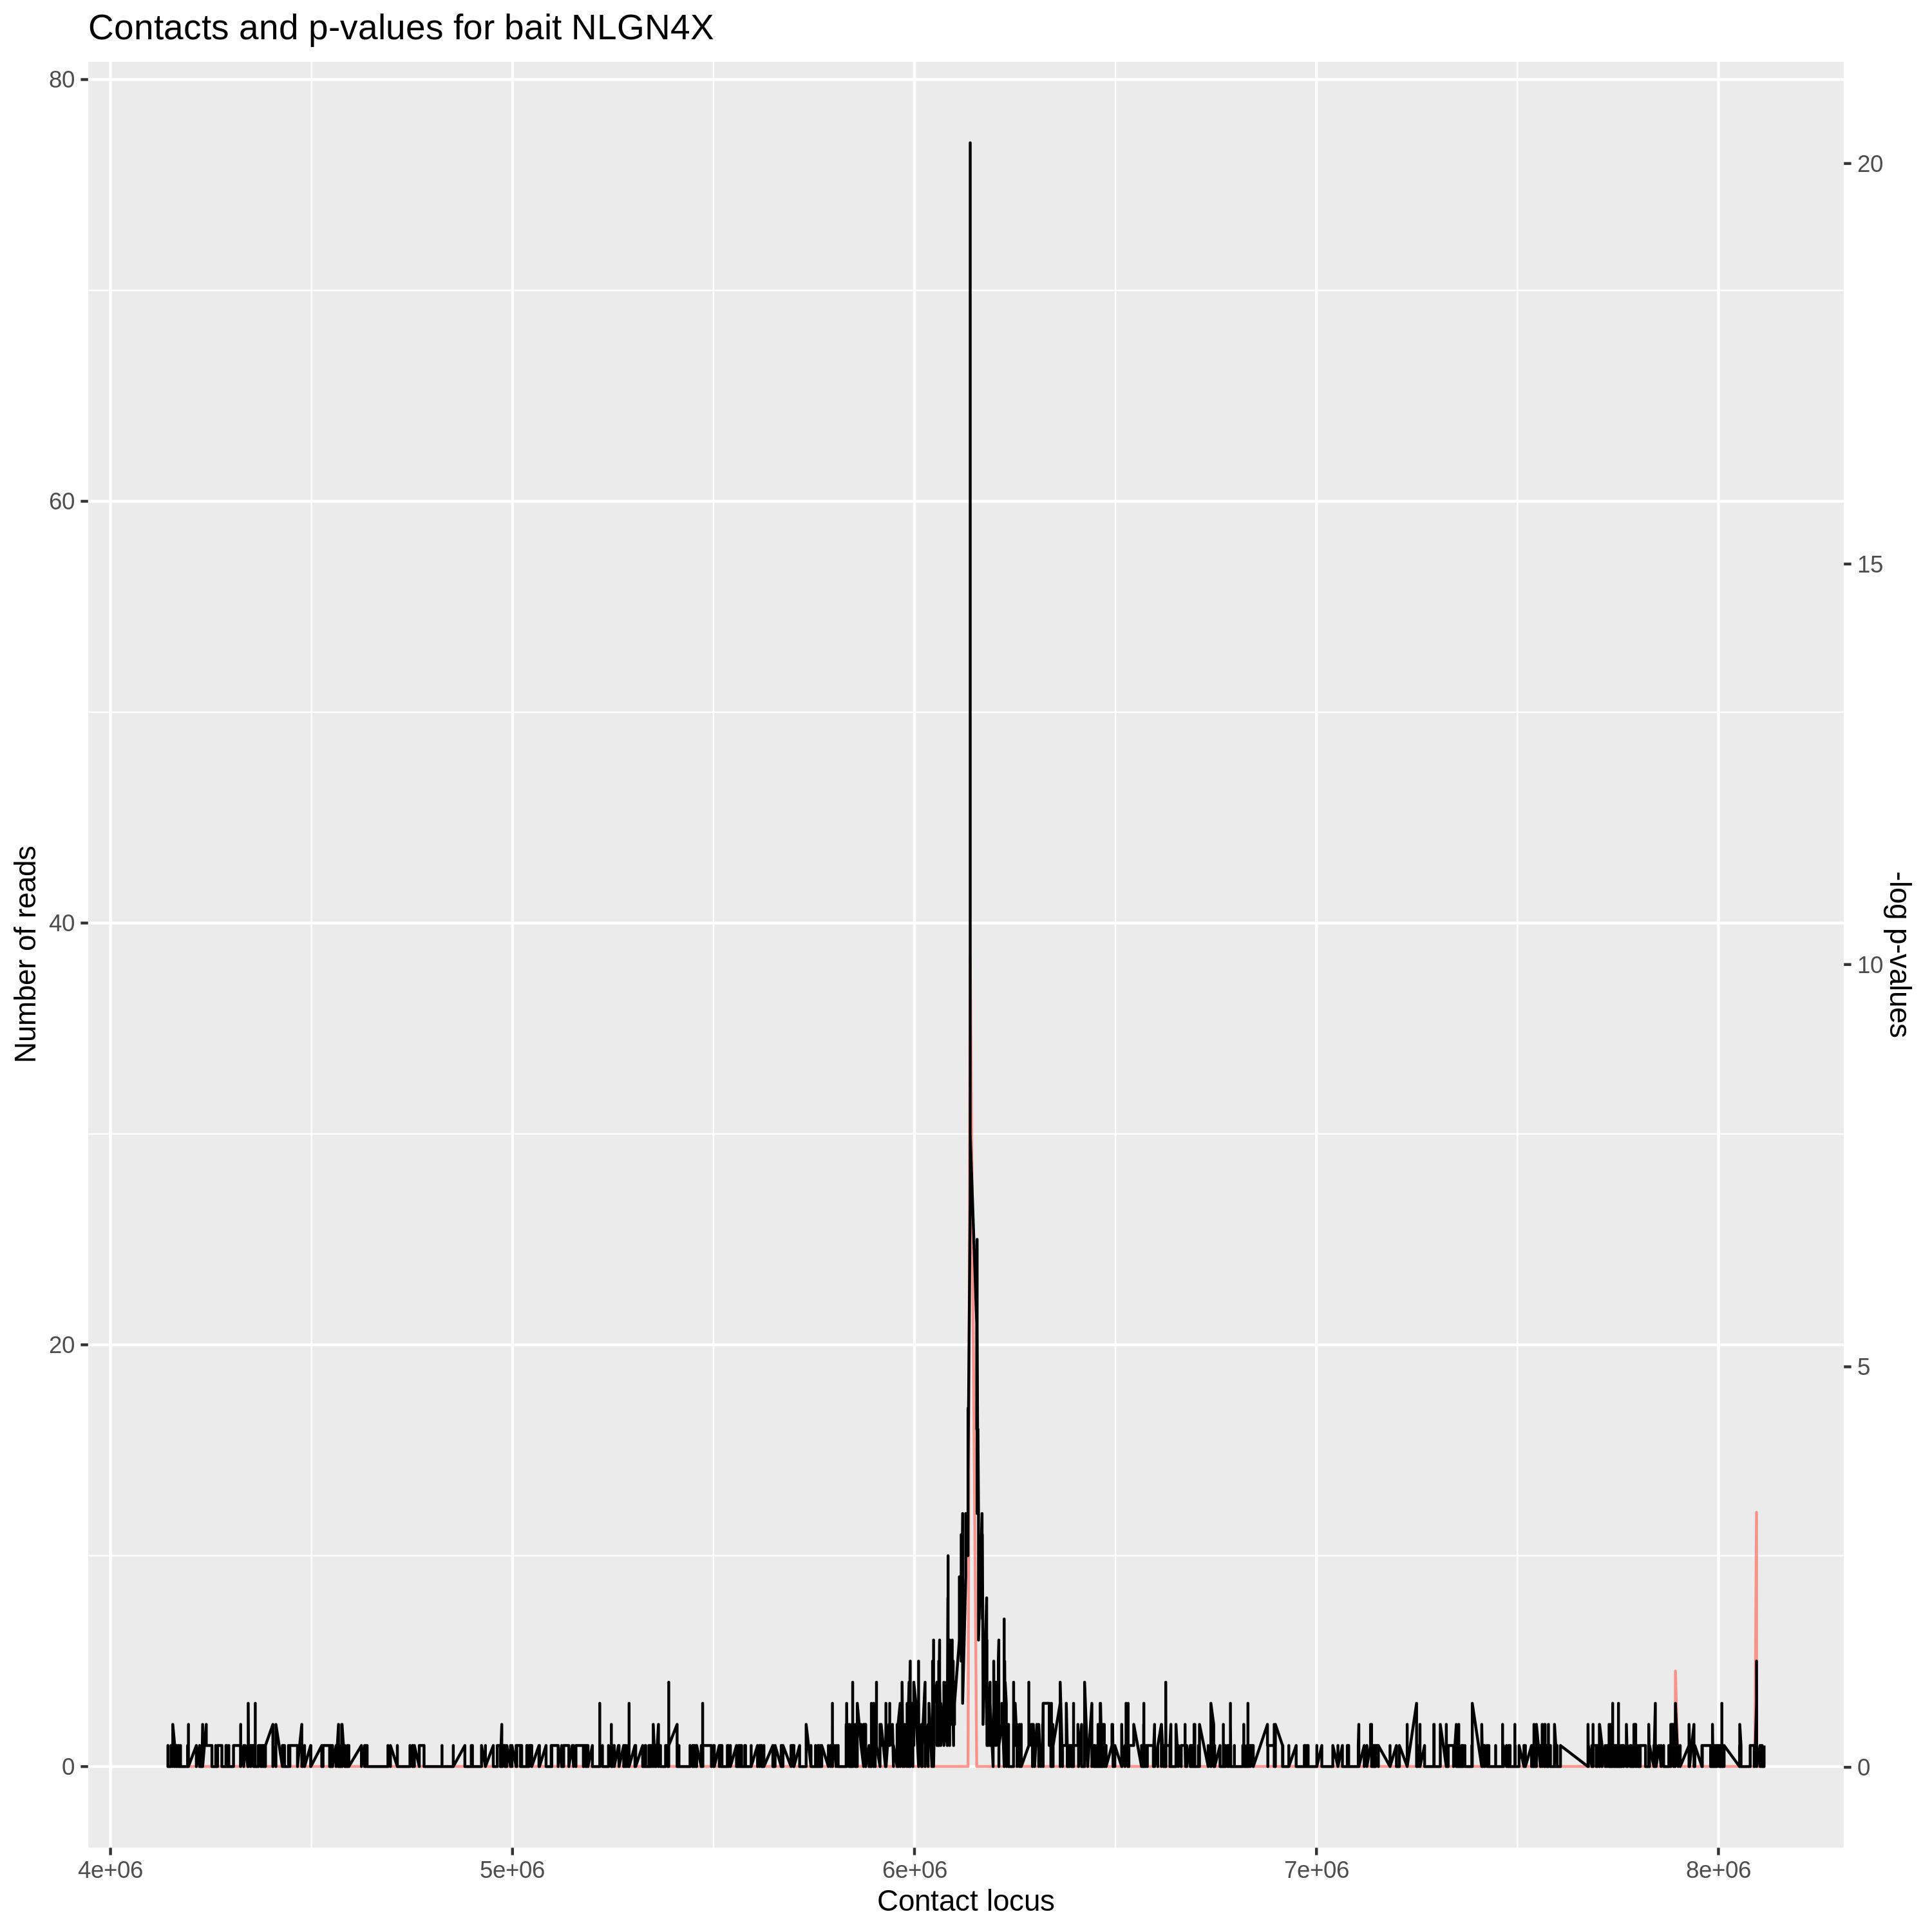 Contacts and p-values for bait NLGN4X
80
60
40
20
0
Number of reads
20
15
10
5
0
-log p-values
4e+06
5e+06
6e+06
7e+06
8e+06
Contact locus